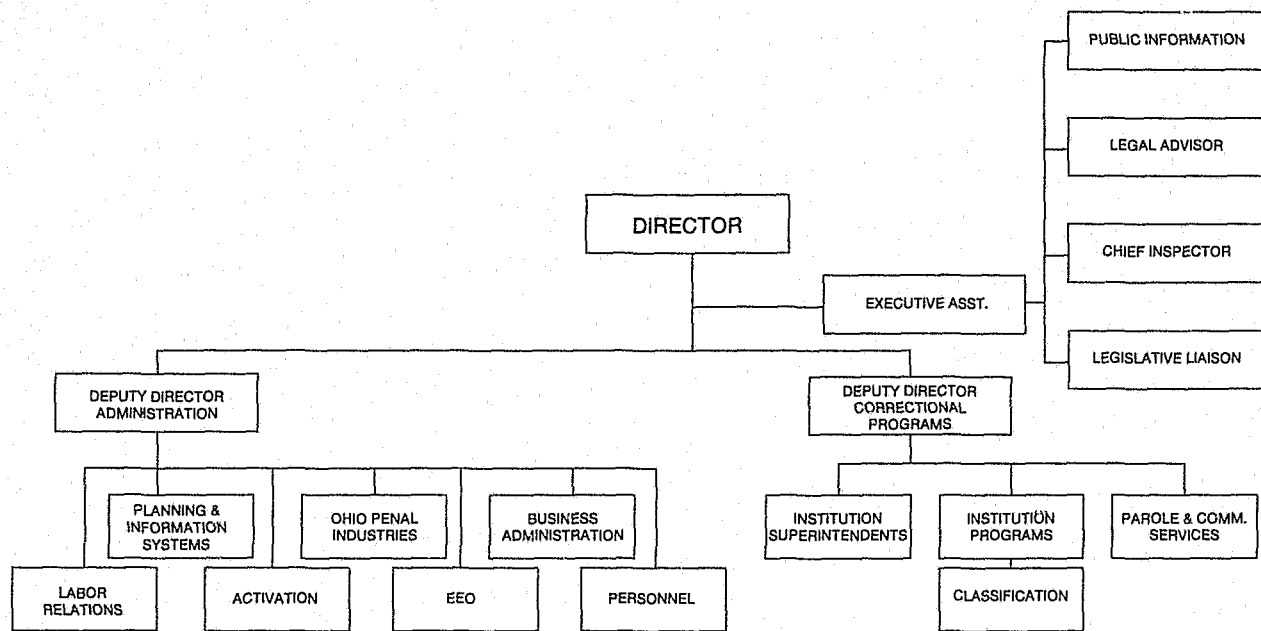 PUBLIC INFORMATION
LEGAL ADVISOR
DIRECTOR
CHIEF INSPECTOR
EXECUTIVE ASST.
LEGISLATIVE LIAISON
DEPUTY DIRECTOR
ADMINISTRATION
DEPUTY DIRECTOR
CORRECTIONAL
PROGRAMS
PLANNING &
INFORMATION
SYSTEMS
OHIO PENAL
INDUSTRIES
BUSINESS
ADMINISTRATION
INSTITUTION
SUPERINTENDENTS
INSTITUTION
PROGRAMS
PAROLE & COMM.
SERVICES
LABOR
RELATIONS
ACTIVATION
EEO
PERSONNEL
CLASSIFICATION